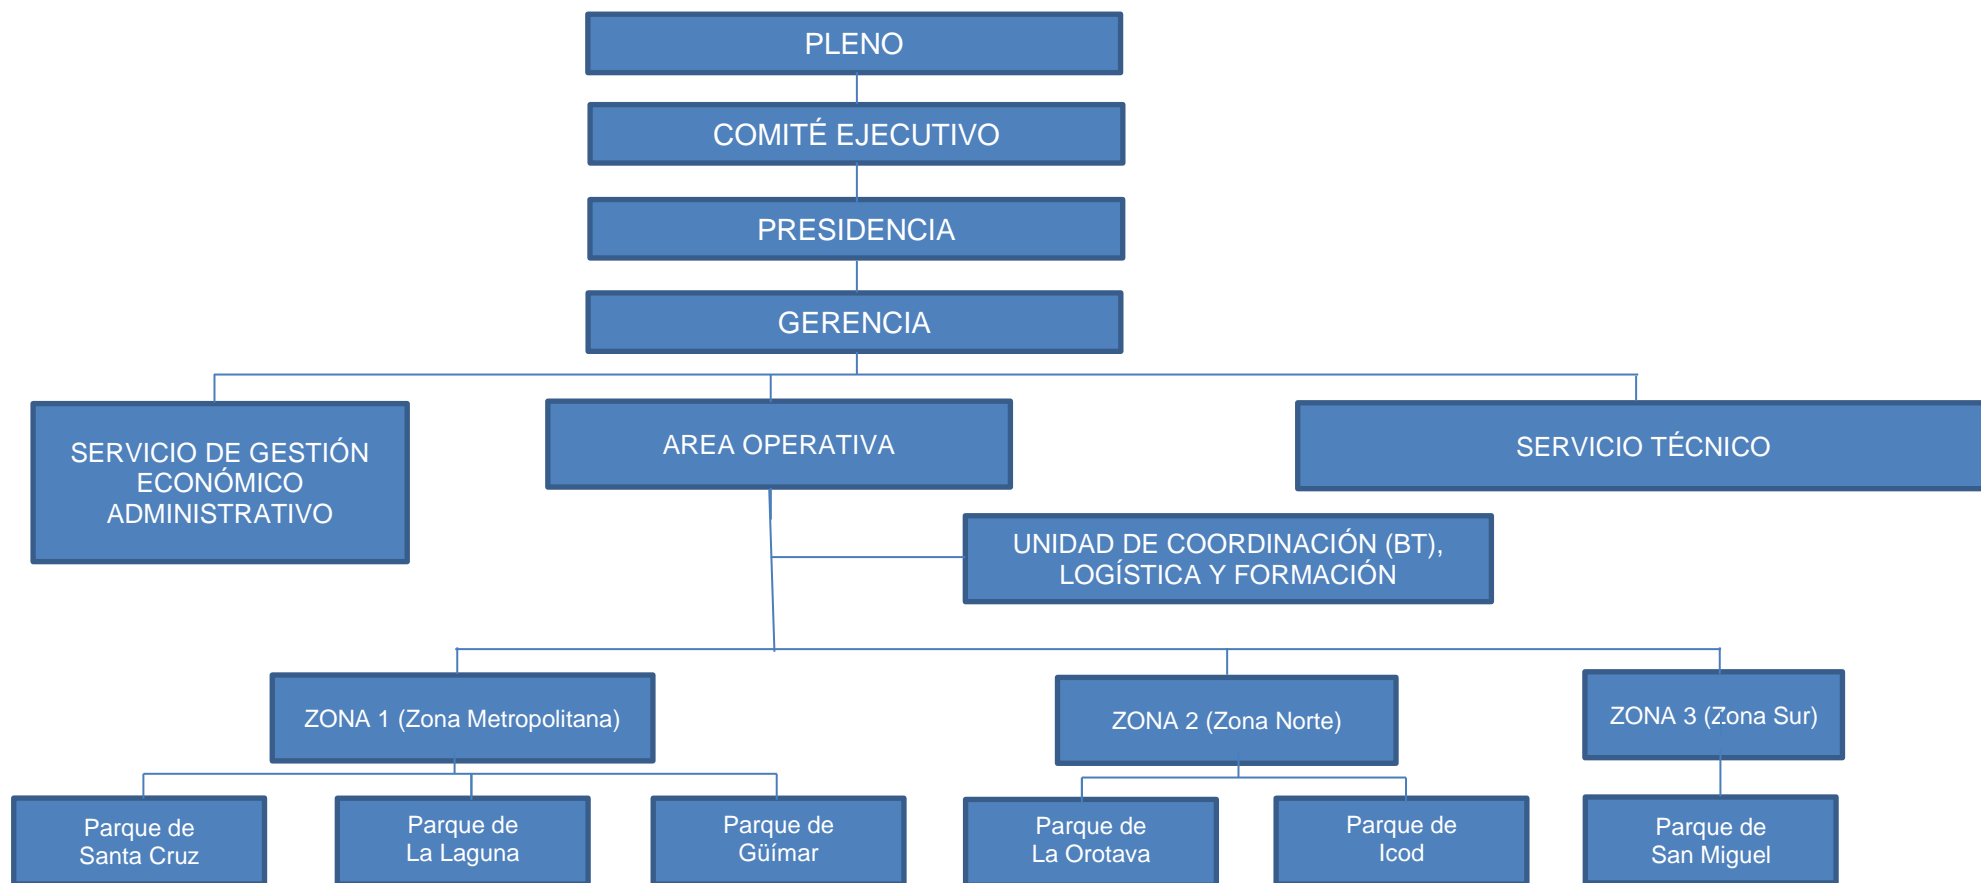 PLENO
COMITÉ EJECUTIVO
PRESIDENCIA
GERENCIA
SERVICIO DE GESTIÓN
ECONÓMICO
ADMINISTRATIVO
AREA OPERATIVA
SERVICIO TÉCNICO
UNIDAD DE COORDINACIÓN (BT),
LOGÍSTICA Y FORMACIÓN
ZONA 1 (Zona Metropolitana)
ZONA 2 (Zona Norte)
ZONA 3 (Zona Sur)
Parque de
Santa Cruz
Parque de
La Laguna
Parque de
Güímar
Parque de
La Orotava
Parque de
Icod
Parque de
San Miguel